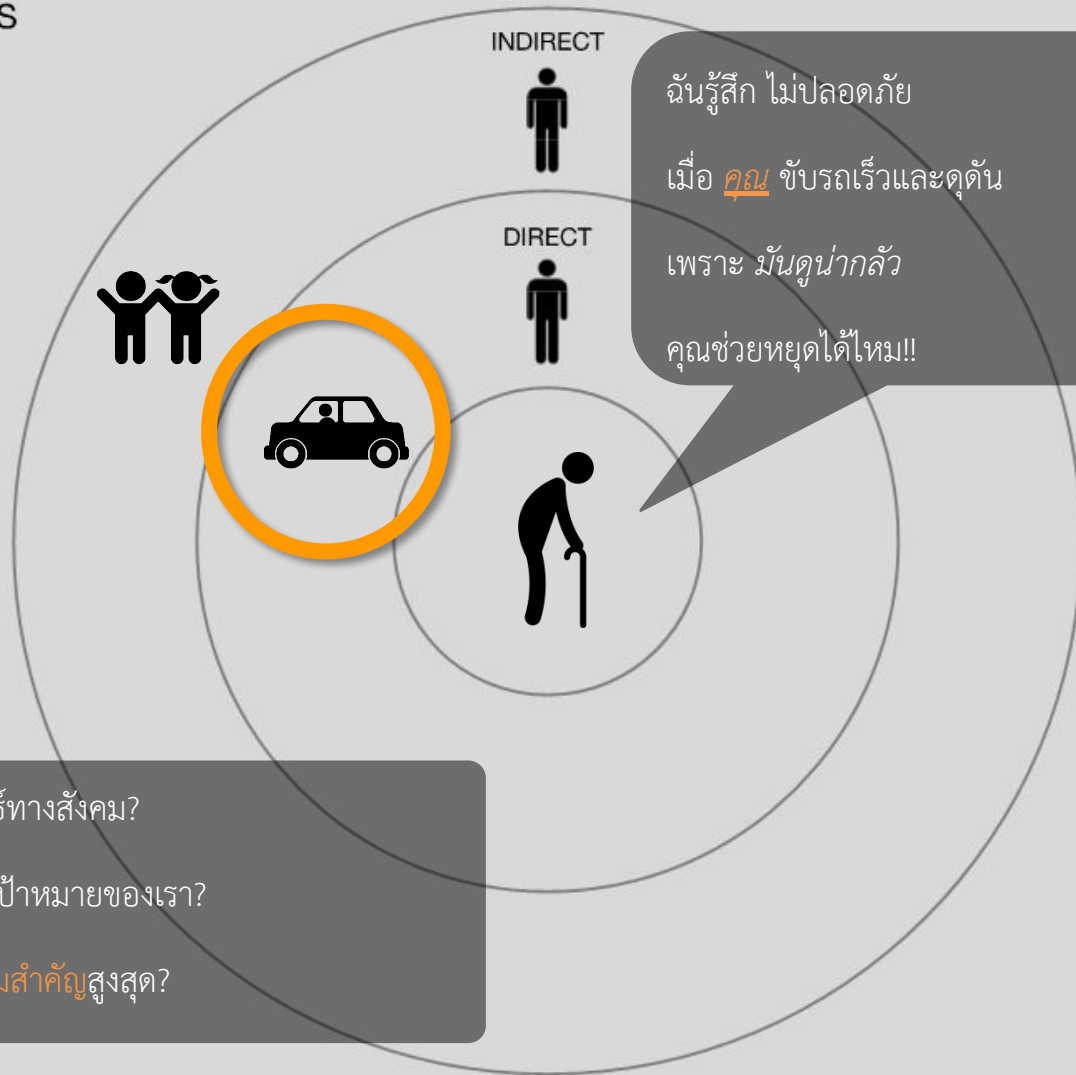 S
INDIRECT
ฉันรู้สึก ไม่ปลอดภัย
เมื่อ คุณ ขับรถเร็วและดุดัน
DIRECT
เพราะ มันดูน่ากลัว
คุณช่วยหยุดได้ไหม!!
ทางสังคม?
เป้าหมายของเรา?
สำคัญสูงสุด?